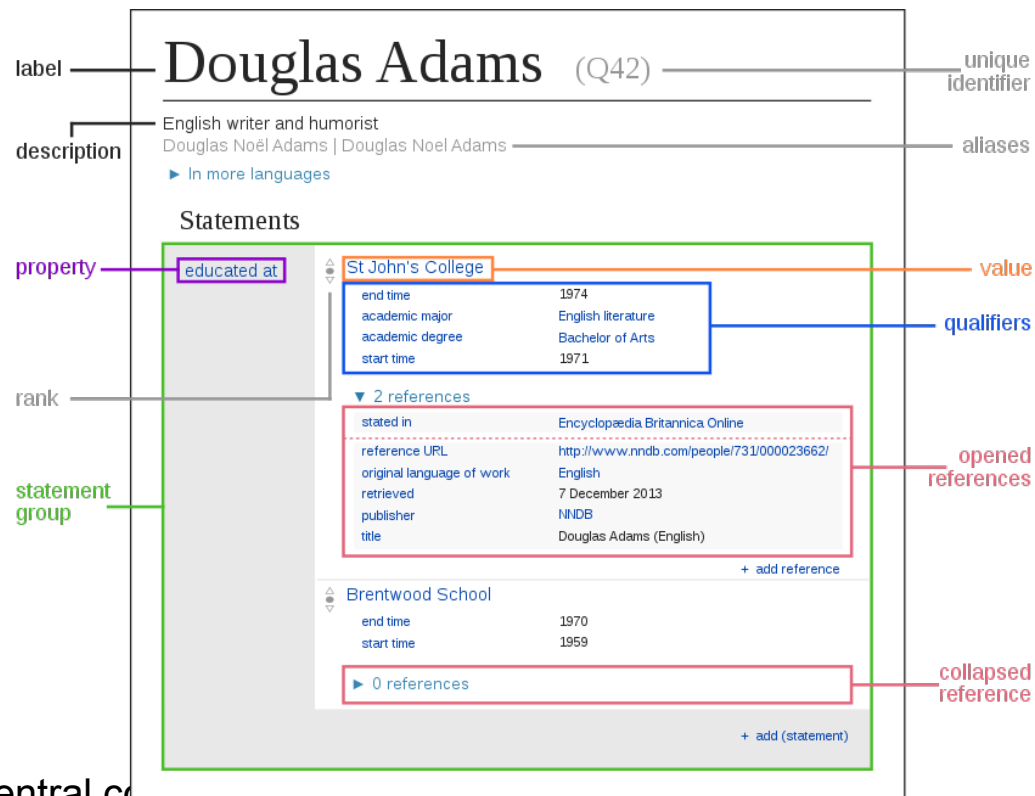 label
Douglas Adams (Q42)
unique
identifier
description
English writer and humorist
Douglas Noël Adams | Douglas Noel Adams
aliases
► In more languages
Statements
property
educated at
St John's College
value
end time 1974
academic major English literature
academic degree Bachelor of Arts
start time 1971
qualifiers
rank
▼ 2 references
stated in Encyclopædia Britannica Online
reference URL http://www.nndb.com/people/731/000023662/
original language of work English
retrieved 7 December 2013
publisher NNDB
title Douglas Adams (English)
opened
references
statement
group
+ add reference
Brentwood School
end time 1970
start time 1959
► 0 references
collapsed
reference
+ add (statement)